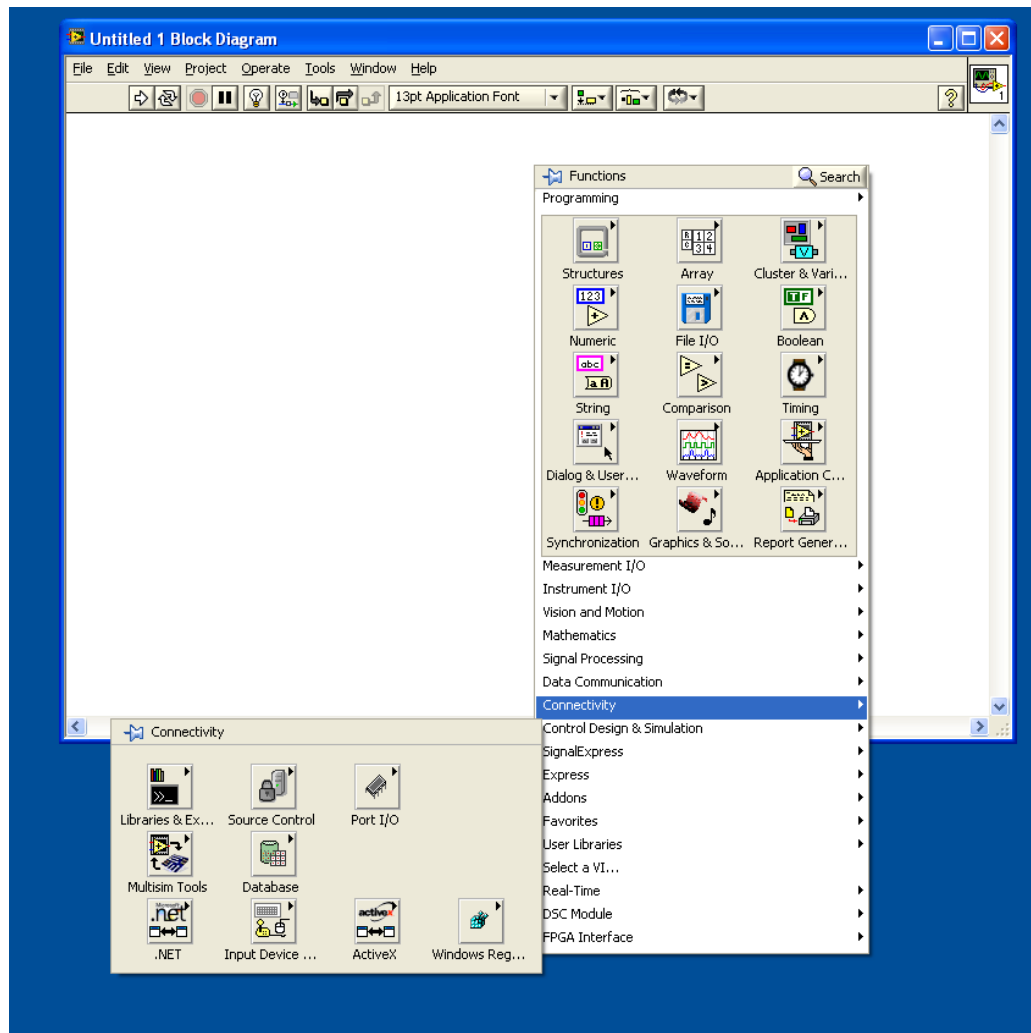 Untitled 1 Block Diagram
File Edit View Project Operate Tools Window Help
13pt Application Font
1
Functions Search
Programming
Structures Array Cluster & Vari...
Numeric File I/O Boolean
String Comparison Timing
Dialog & User... Waveform Application C...
Synchronization Graphics & So... Report Gener...
Measurement I/O
Instrument I/O
Vision and Motion
Mathematics
Signal Processing
Data Communication
Connectivity
Control Design & Simulation
SignalExpress
Express
Addons
Favorites
User Libraries
Select a VI...
Real-Time
DSC Module
FPGA Interface
Connectivity
Libraries & Ex... Source Control Port I/O
Multisim Tools Database
Microsoft
.net activeX
.NET Input Device ... ActiveX Windows Reg...